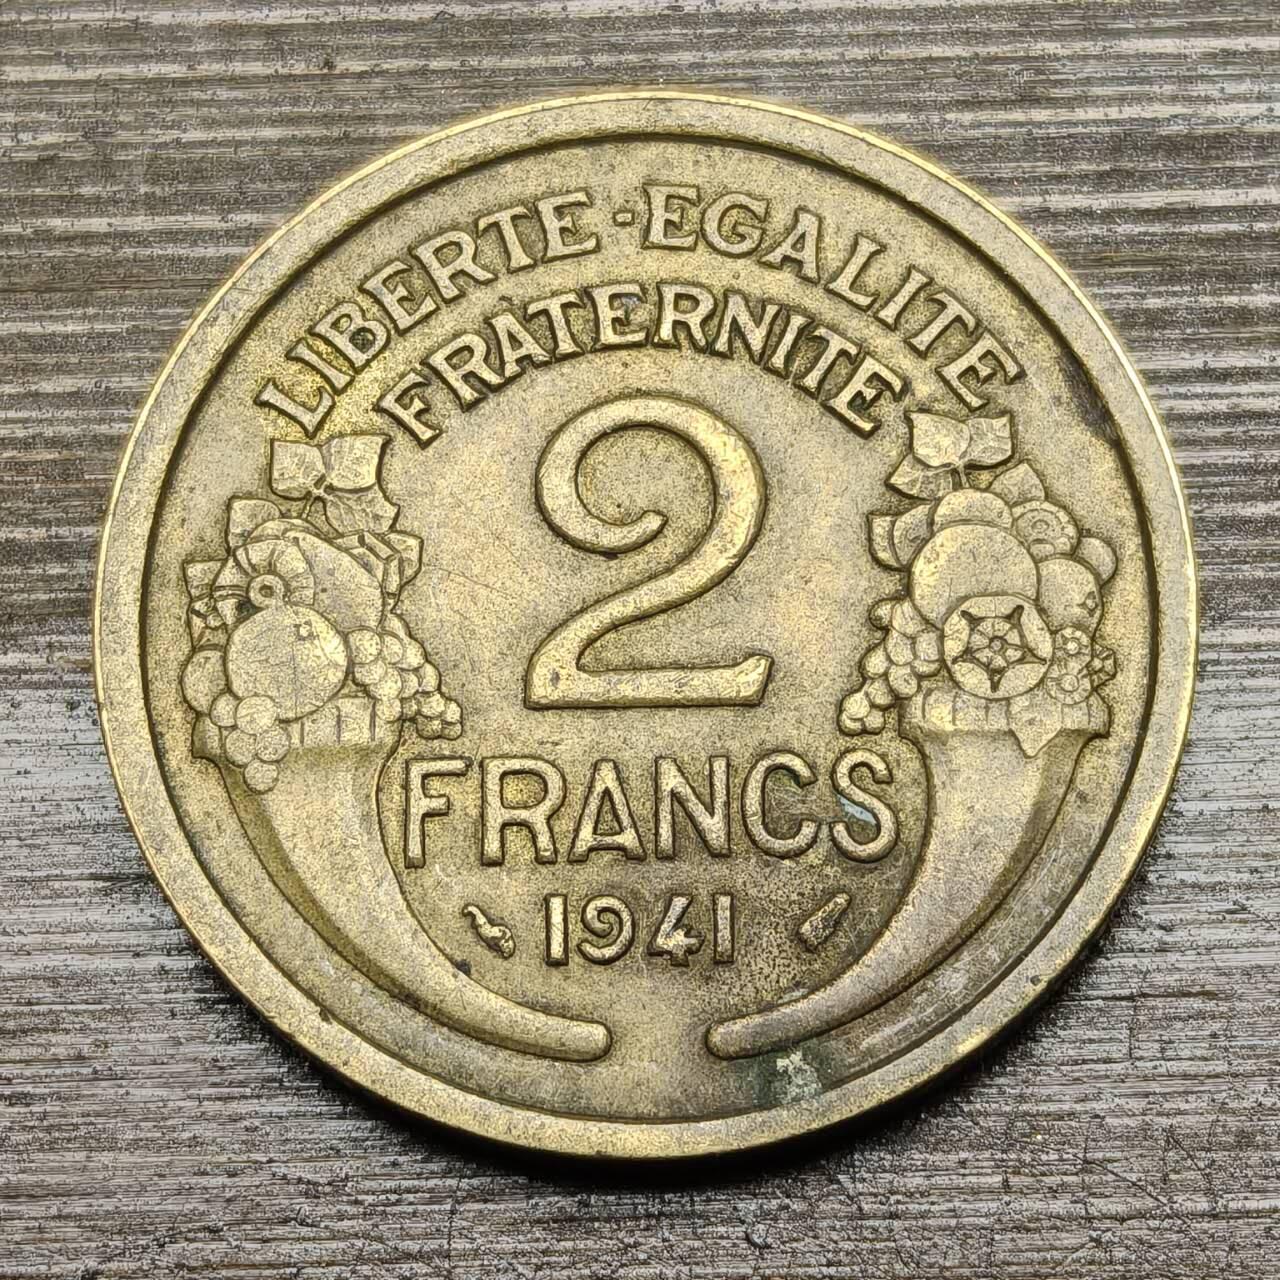 LIBERTE-EGALITE
FRATERNITE
2
FRANCS
1941